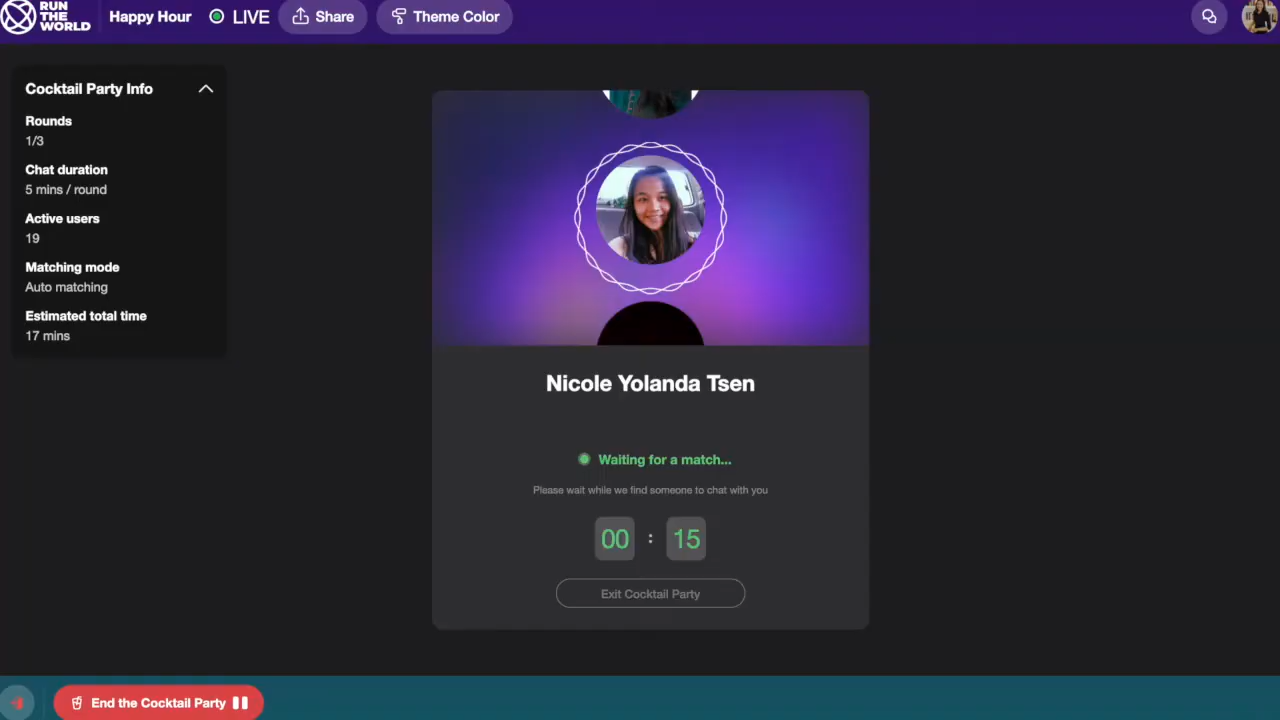 RUN
THE
WORLD
Happy Hour
LIVE
Share
Theme Color
Cocktail Party Info
Rounds
1/3
Chat duration
5 mins / round
Active users
19
Matching mode
Auto matching
Estimated total time
17 mins
Nicole Yolanda Tsen
Waiting for a match...
Please wait while we find someone to chat with you
00 : 15
Exit Cocktail Party
End the Cocktail Party